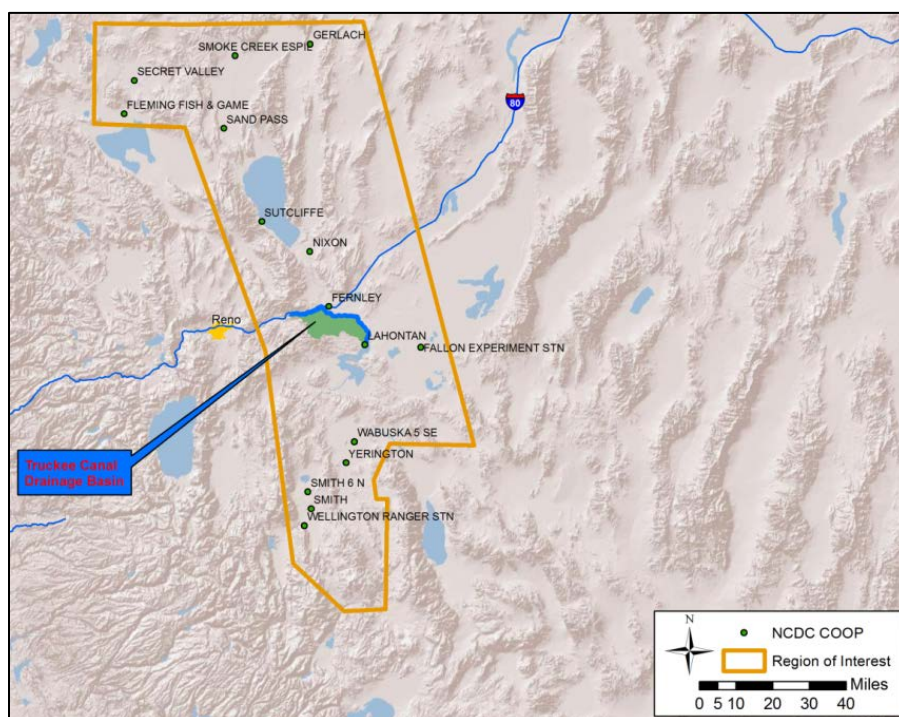 GERLACH
SMOKE CREEK ESPIE
SECRET VALLEY
FLEMING FISH & GAME
SAND PASS
80
SUTCLIFFE
NIXON
FERNLEY
Reno
LAHONTAN
FALLON EXPERIMENT STN
WABUSKA 5 SE
YERINGTON
Truckee Canal
Drainage Basin
SMITH 6 N
SMITH
WELLINGTON RANGER STN
N
NCDC COOP
Region of Interest
Miles
0 5 10 20 30 40